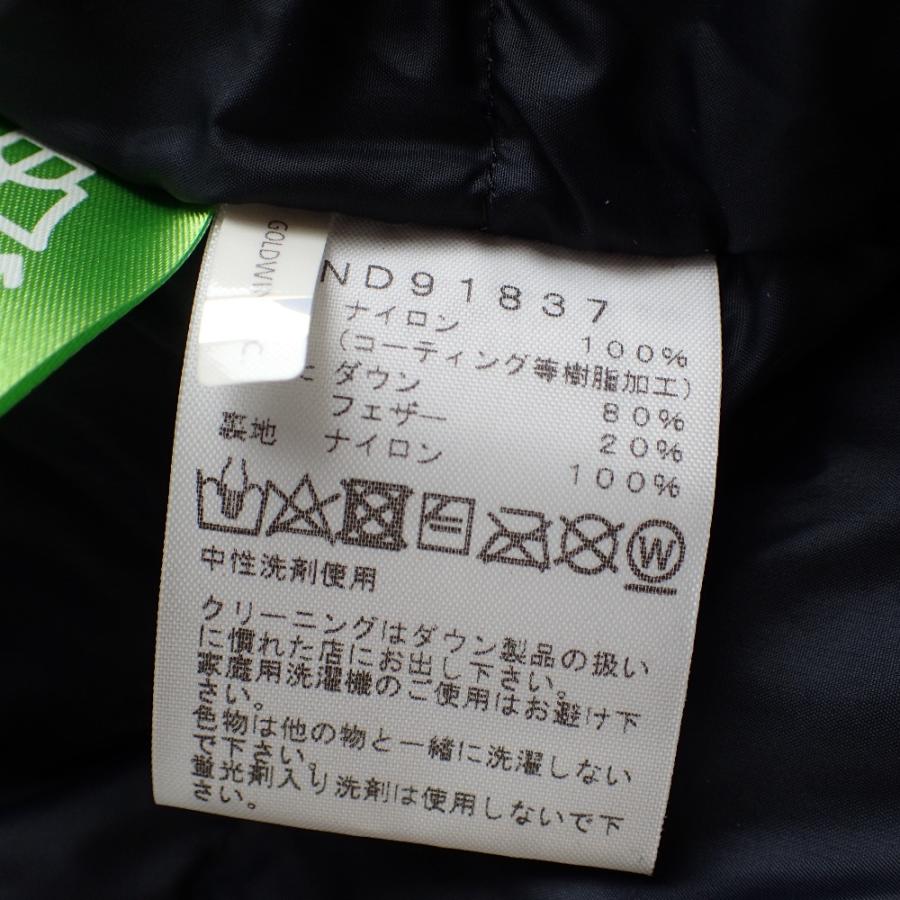 GOLDWIN
C
ND91837
ナイロン 100%
(コーティング等樹脂加工)
ダウン 80%
フェザー 20%
裏地 ナイロン 100%
W
中性洗剤使用
クリーニングはダウン製品の扱い
に慣れた店にお出し下さい。
家庭用洗濯機のご使用はお避け下
さい。
色物は他の物と一緒に洗濯しない
で下さい。
蛍光剤入り洗剤は使用しないで下
さい。